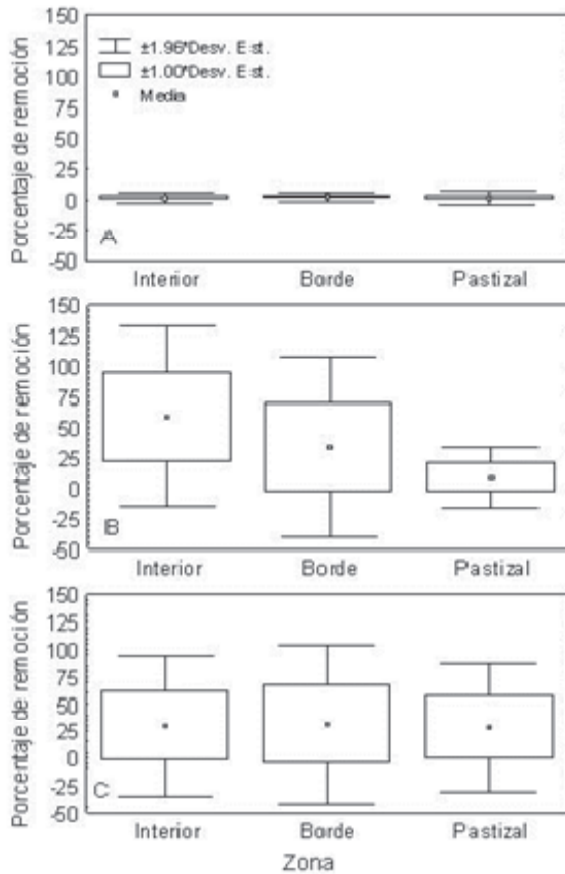 Porcentaje de remoción
150
125
100
75
50
25
0
-25
-50
±1.96*Desv. Est.
±1.00*Desv. Est.
Media
A
Interior Borde Pastizal
Porcentaje de remoción
150
125
100
75
50
25
0
-25
-50
B
Interior Borde Pastizal
Porcentaje de remoción
150
125
100
75
50
25
0
-25
-50
C
Interior Borde Pastizal
Zona